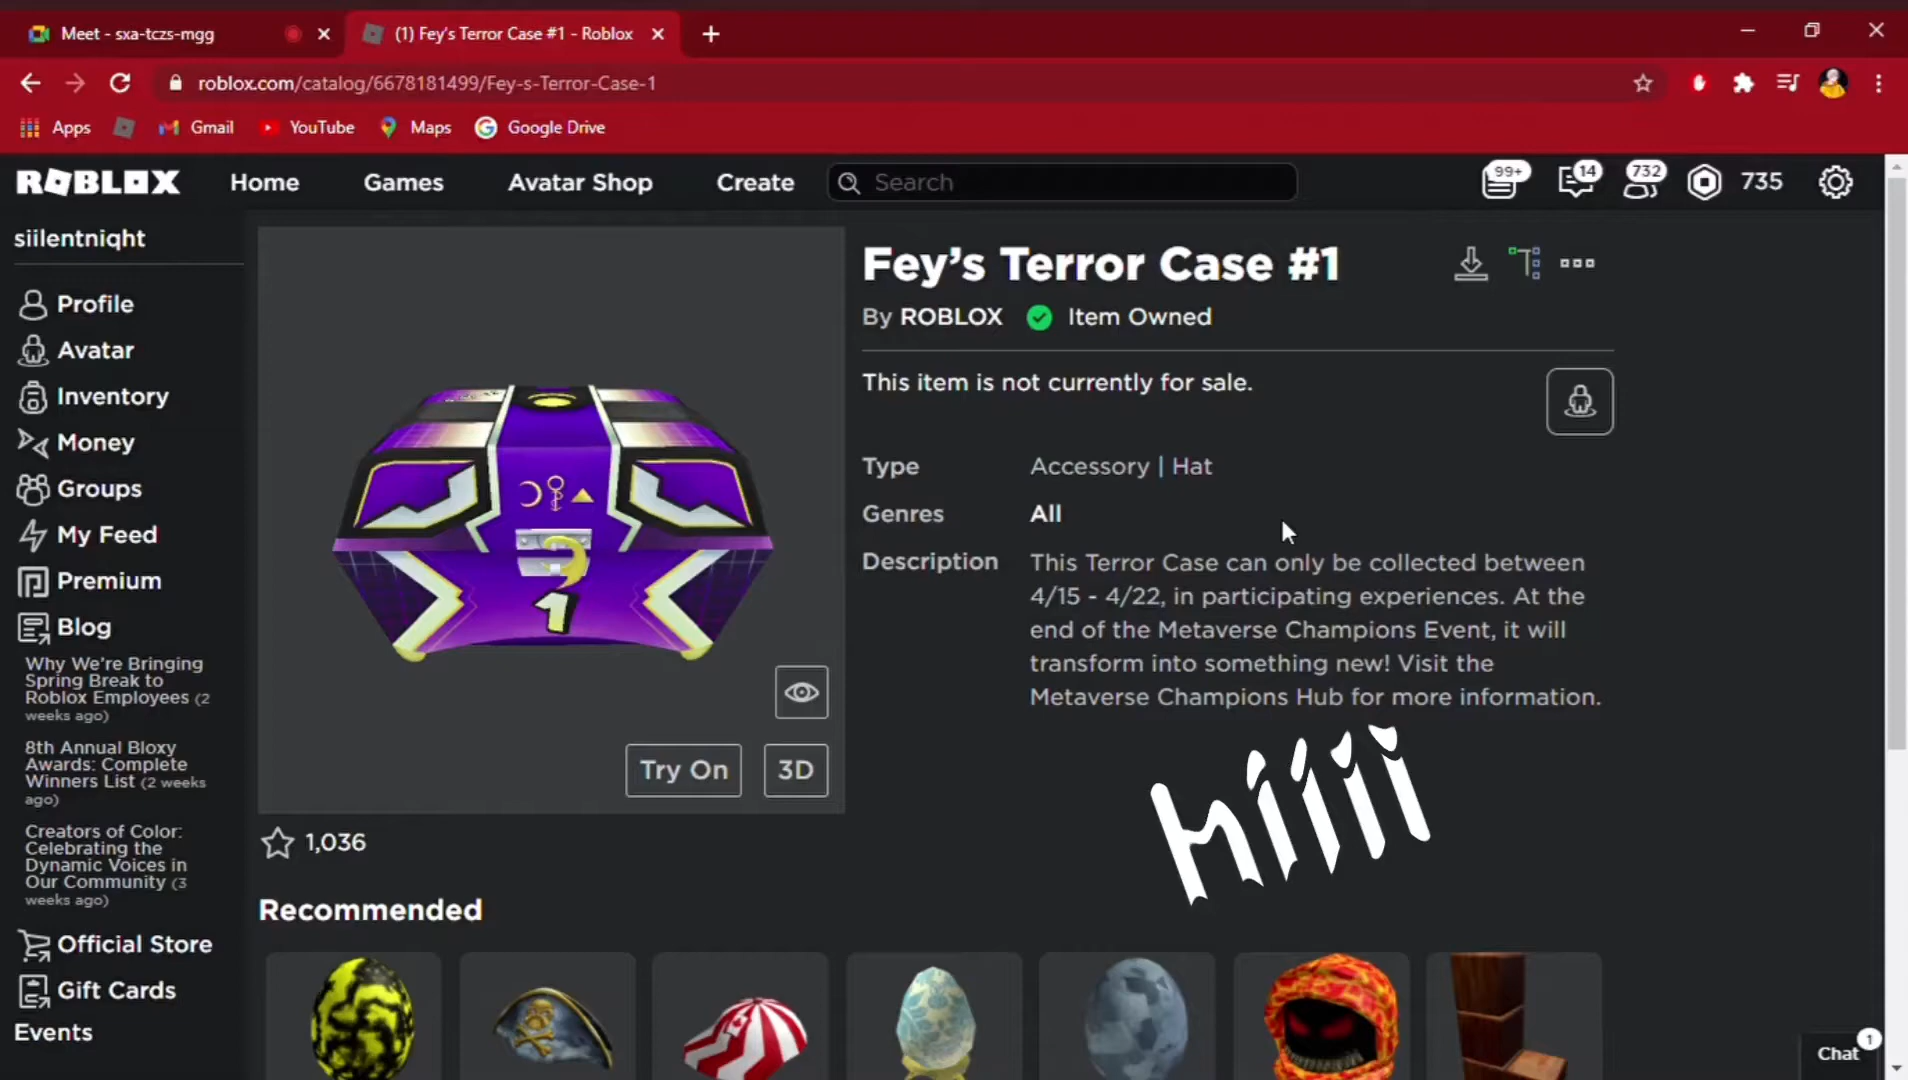 Meet - sxa-tczs-mgg
(1) Fey's Terror Case #1 - Roblox
roblox.com/catalog/6678181499/Fey-s-Terror-Case-1
Apps
Gmail
YouTube
Maps
Google Drive
ROBLOX
Home
Games
Avatar Shop
Create
Search
99+
14
732
735
siilentniqht
Profile
Avatar
Inventory
Money
Groups
My Feed
Premium
Blog
Why We're Bringing
Spring Break to
Roblox Employees (2
weeks ago)
8th Annual Bloxy
Awards: Complete
Winners List (2 weeks
ago)
Creators of Color:
Celebrating the
Dynamic Voices in
Our Community (3
weeks ago)
Official Store
Gift Cards
Events
1
Try On
3D
1,036
Fey's Terror Case #1
By ROBLOX
Item Owned
This item is not currently for sale.
Type
Accessory | Hat
Genres
All
Description
This Terror Case can only be collected between
4/15 - 4/22, in participating experiences. At the
end of the Metaverse Champions Event, it will
transform into something new! Visit the
Metaverse Champions Hub for more information.
hiiii
Recommended
Chat
1